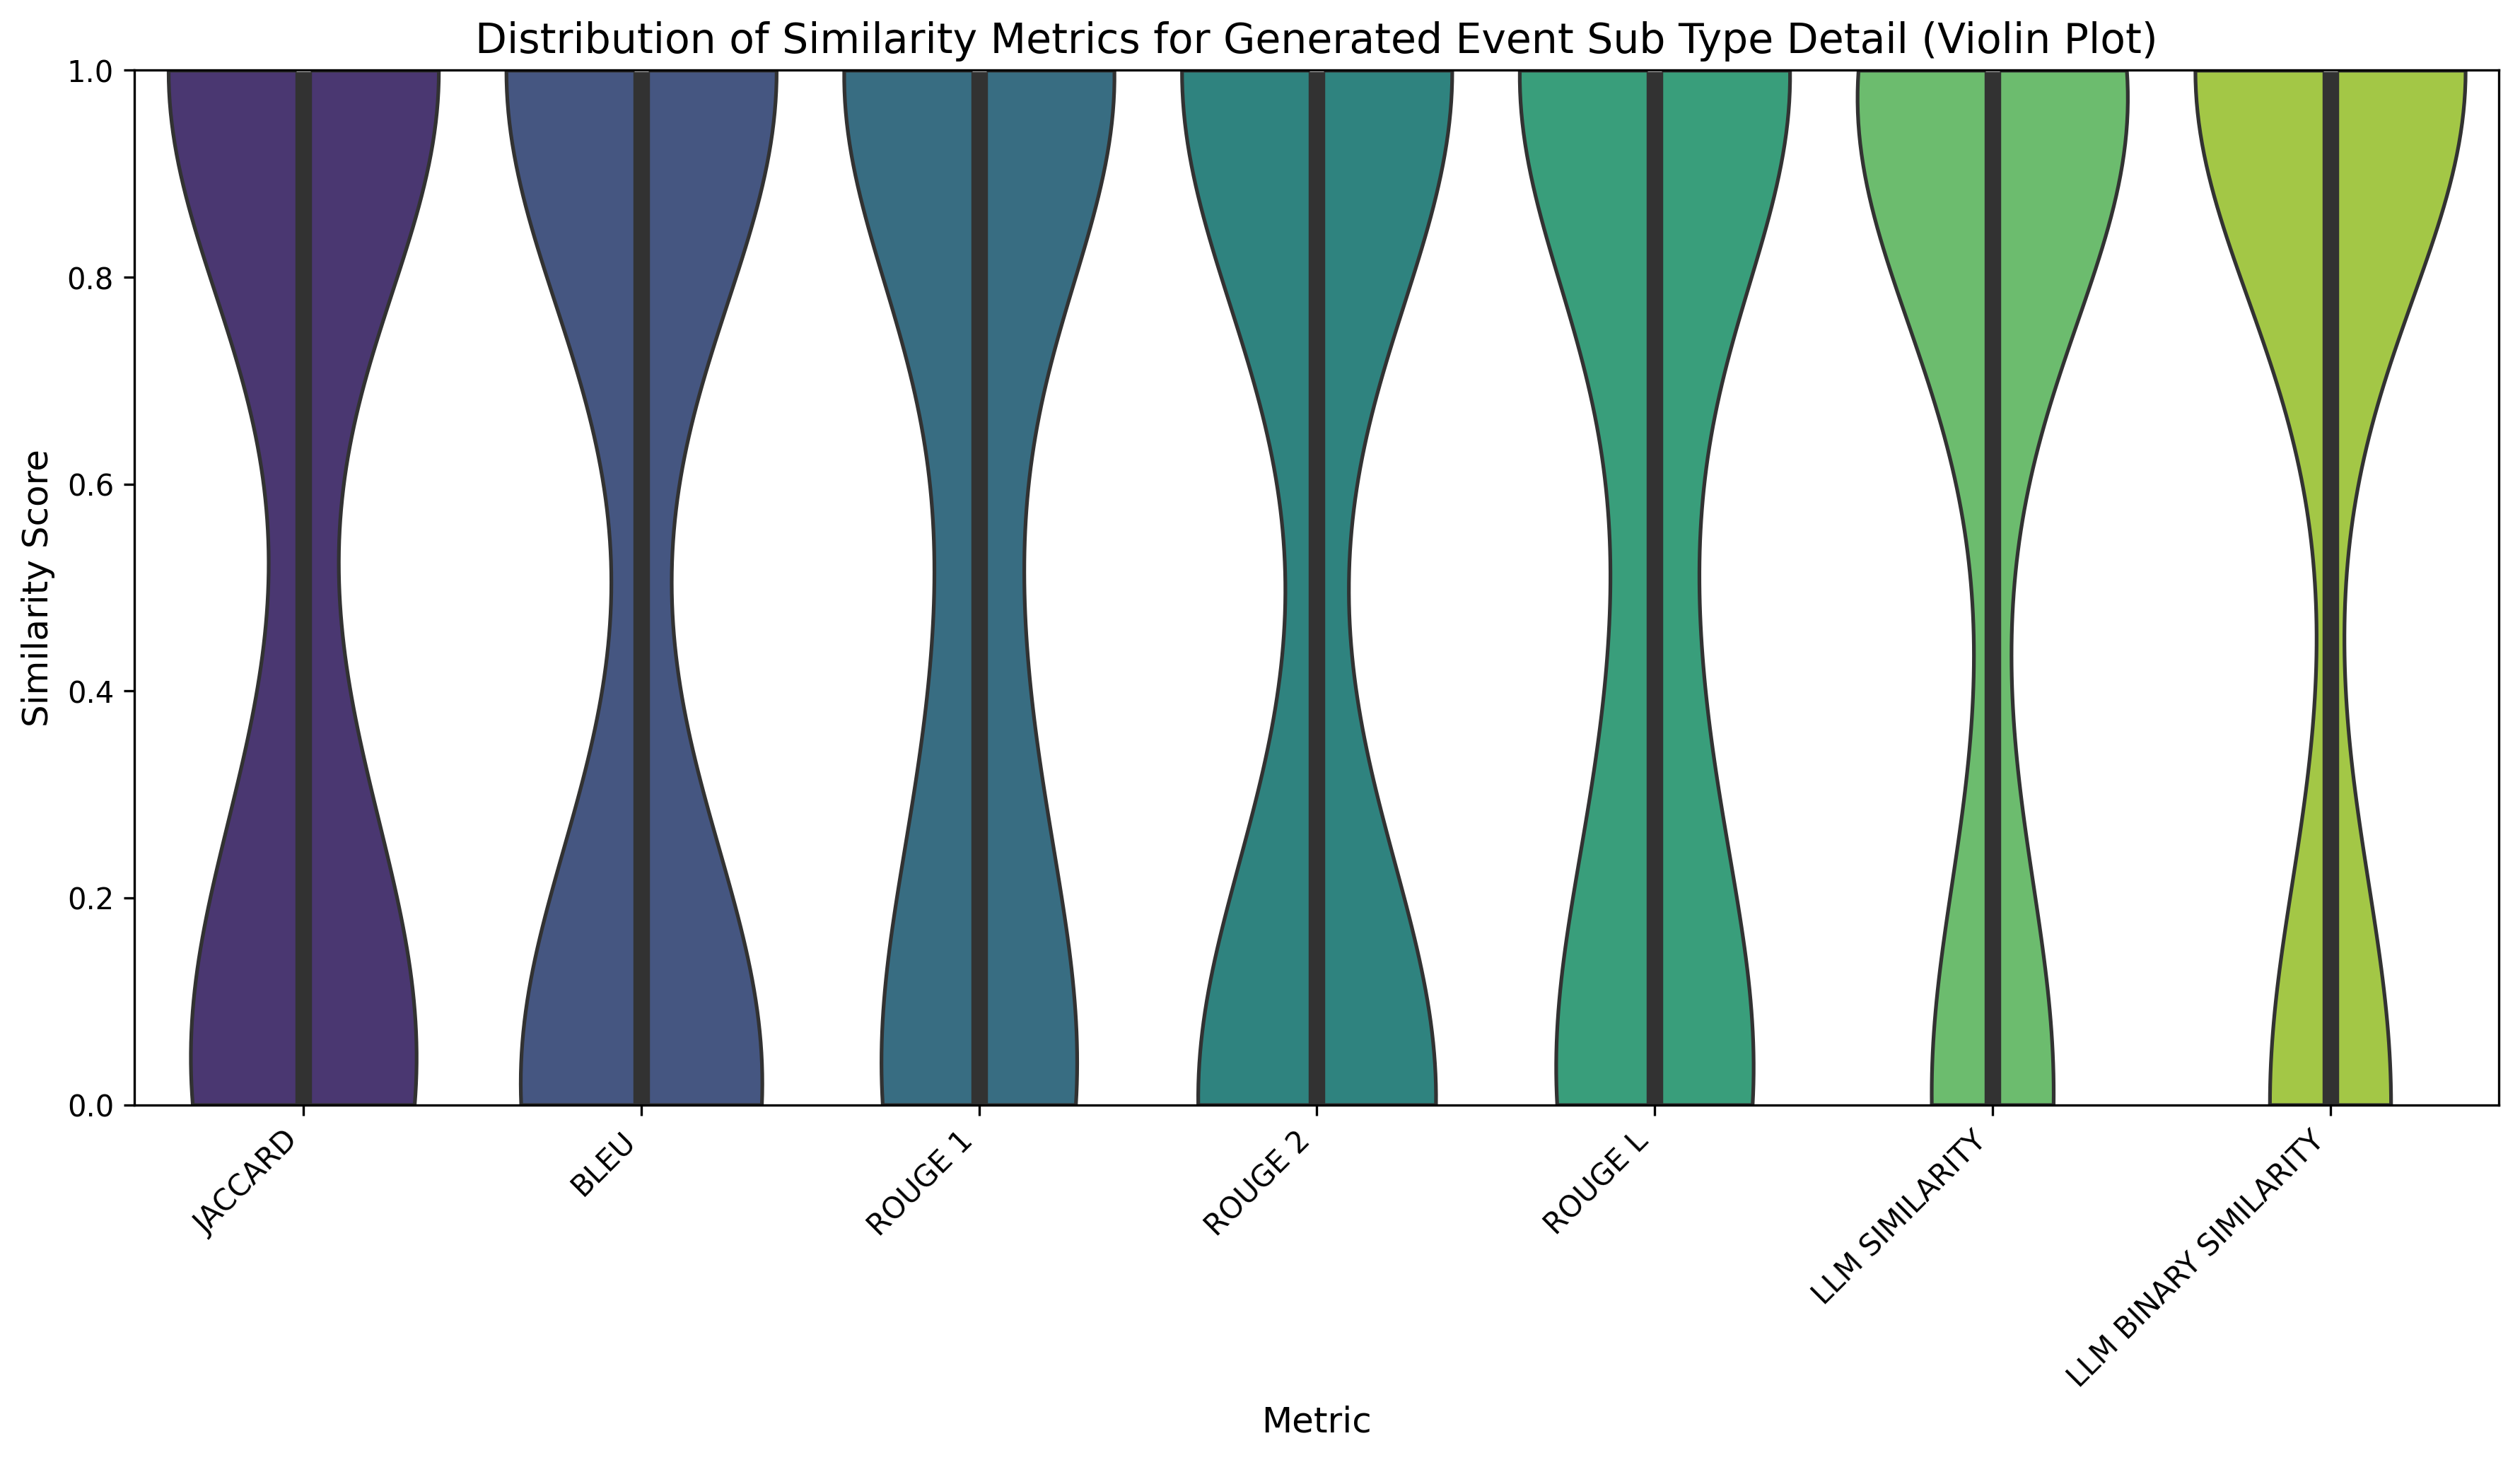 Distribution of Similarity Metrics for Generated Event Sub Type Detail (Violin Plot)
Similarity Score
1.0
0.8
0.6
0.4
0.2
0.0
JACCARD
BLEU
ROUGE 1
ROUGE 2
ROUGE L
LLM SIMILARITY
LLM BINARY SIMILARITY
Metric